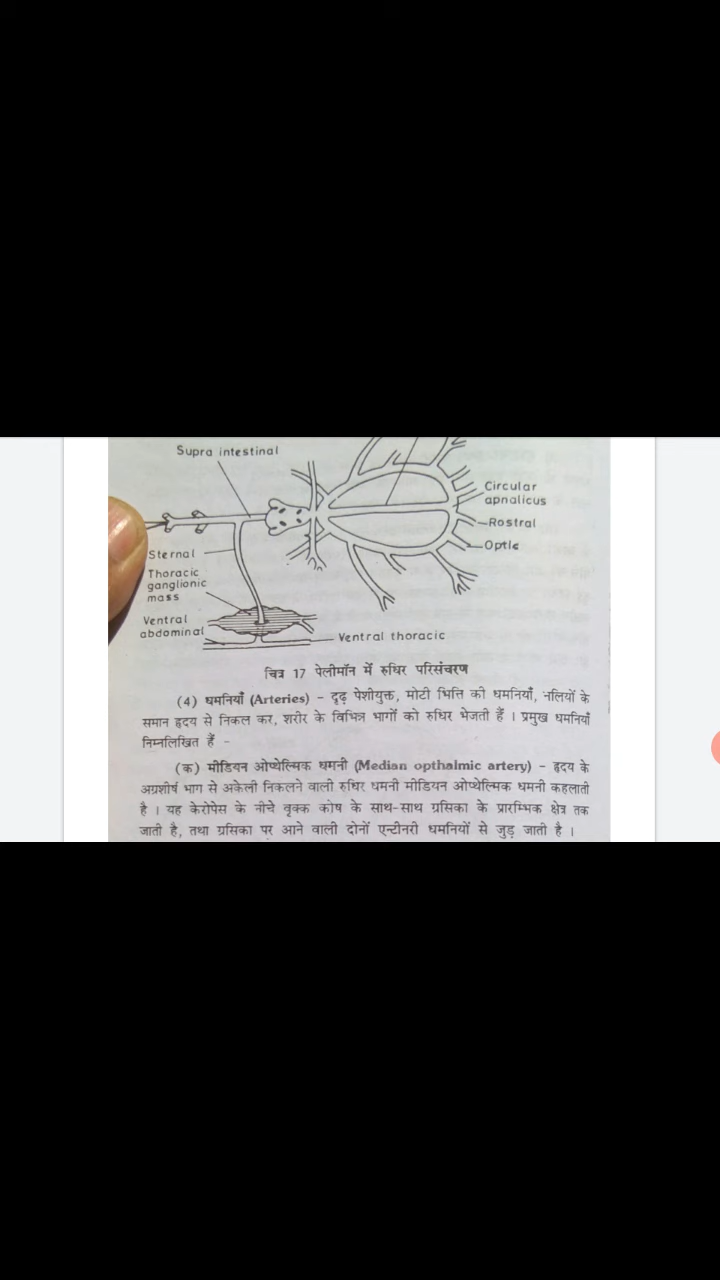 Supra intestinal
Circular
apnalicus
Rostral
Optle
Sternal
Thoracic
ganglionic
mass
Ventral
abdominal
Ventral thoracic
चित्र 17 पेलीमॉन में रुधिर परिसंचरण
(4) धमनियाँ (Arteries) – दृढ़ पेशीयुक्त, मोटी भित्ति की धमनियाँ, नलियों के
समान हृदय से निकल कर, शरीर के विभिन्न भागों को रुधिर भेजती हैं । प्रमुख धमनियाँ
निम्नलिखित हैं –
(क) मीडियन ओप्थेल्मिक धमनी (Median opthalmic artery) – हृदय के
अग्रशीर्ष भाग से अकेली निकलने वाली रुधिर धमनी मीडियन ओप्थेल्मिक धमनी कहलाती
है । यह केरोपेस के नीचे वृक्क कोष के साथ-साथ ग्रसिका के प्रारम्भिक क्षेत्र तक
जाती है, तथा ग्रसिका पर आने वाली दोनों एन्टीनरी धमनियों से जुड़ जाती है ।